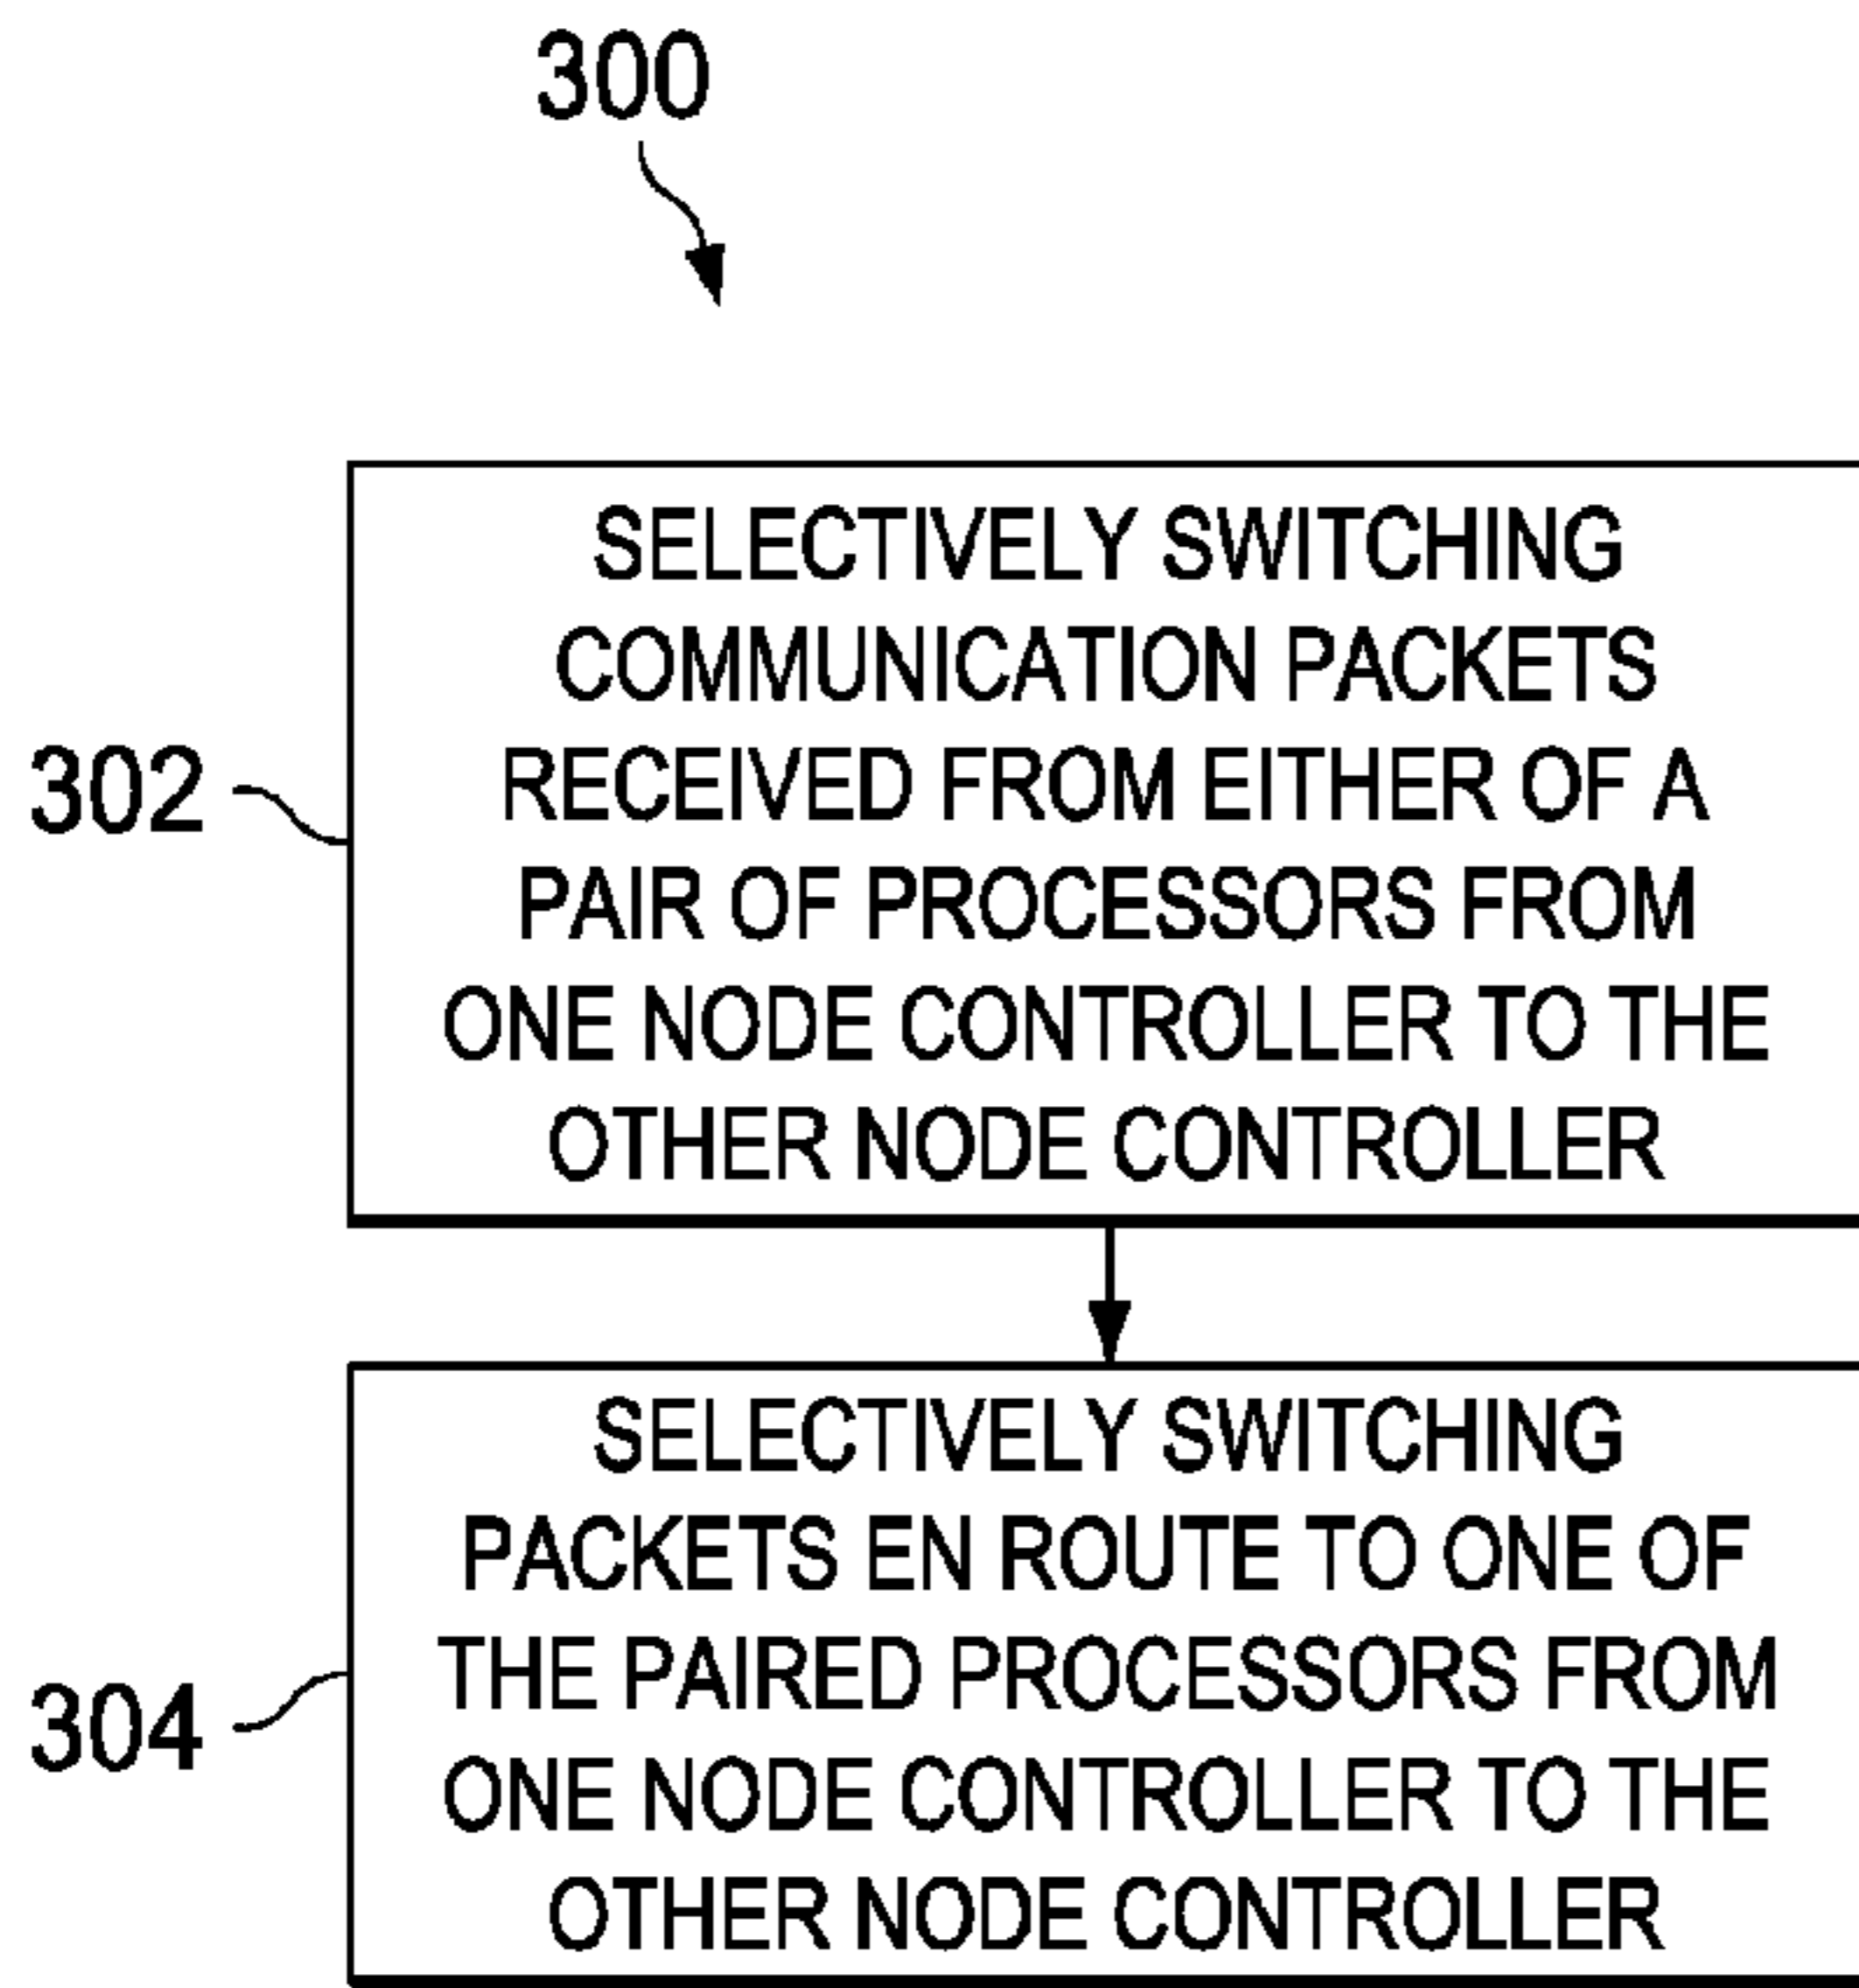 300
302
SELECTIVELY SWITCHING
COMMUNICATION PACKETS
RECEIVED FROM EITHER OF A
PAIR OF PROCESSORS FROM
ONE NODE CONTROLLER TO THE
OTHER NODE CONTROLLER
304
SELECTIVELY SWITCHING
PACKETS EN ROUTE TO ONE OF
THE PAIRED PROCESSORS FROM
ONE NODE CONTROLLER TO THE
OTHER NODE CONTROLLER